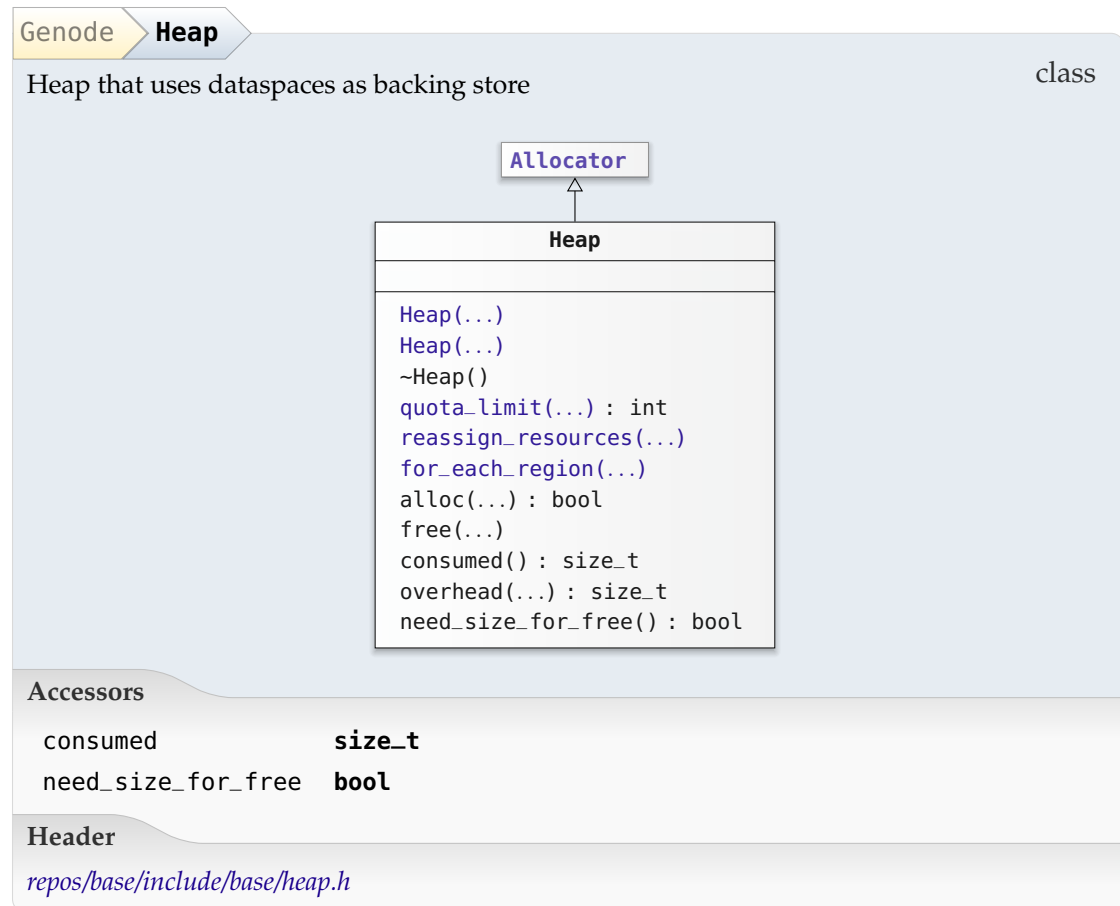 Genode Heap
class
Heap that uses dataspaces as backing store
Allocator
Heap
Heap(...)
Heap(...)
~Heap()
quota_limit(...) : int
reassign_resources(...)
for_each_region(...)
alloc(...) : bool
free(...)
consumed() : size_t
overhead(...) : size_t
need_size_for_free() : bool
Accessors
consumed size_t
need_size_for_free bool
Header
repos/base/include/base/heap.h